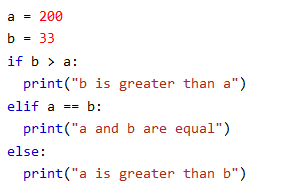 a = 200
b = 33
if b > a:
  print("b is greater than a")
elif a == b:
  print("a and b are equal")
else:
  print("a is greater than b")